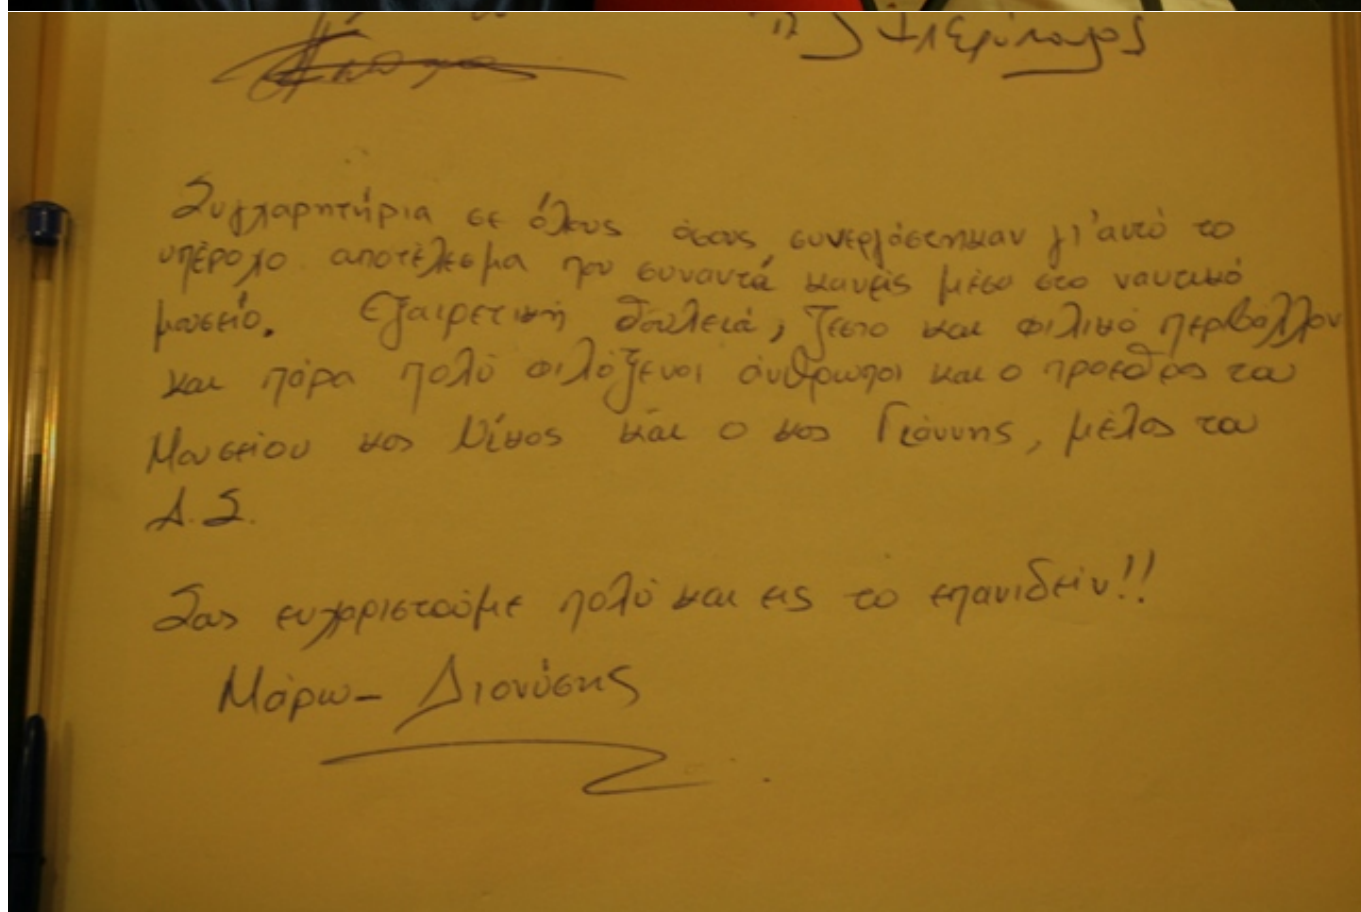 Συγχαρητήρια σε όλους όσους συνεργάστηκαν γι'αυτό το
υπέροχο αποτέλεσμα που συναντά κανείς μέσα στο ναυτικό
μουσείο. Εξαιρετική δουλειά, ζεστό και φιλικό περιβάλλον
και πάρα πολύ φιλόξενοι άνθρωποι και ο πρόεδρος του
Μουσείου κος Νίκος και ο κος Γιάννης, μέλος του
Δ.Σ.
Σας ευχαριστούμε πολύ και εις το επανιδείν!!
Μάρω - Διονύσης